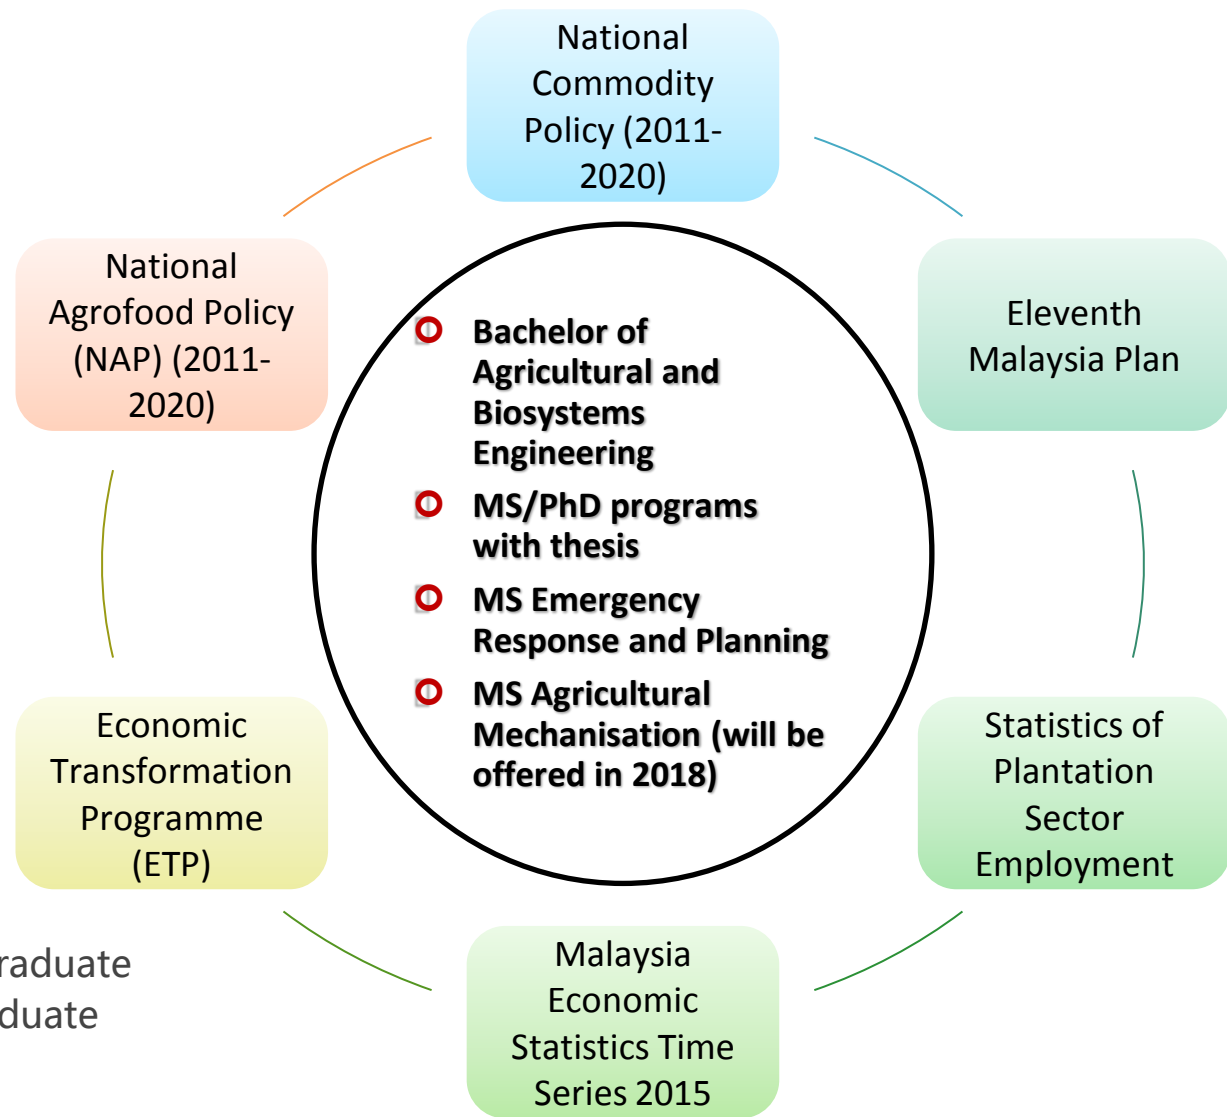 National
Commodity
Policy (2011-
2020)
Eleventh
Malaysia Plan
Statistics of
Plantation
Sector
Employment
Malaysia
Economic
Statistics Time
Series 2015
Economic
Transformation
Programme
(ETP)
National
Agrofood Policy
(NAP) (2011-
2020)
Bachelor of
Agricultural and
Biosystems
Engineering
MS/PhD programs
with thesis
MS Emergency
Response and Planning
MS Agricultural
Mechanisation (will be
offered in 2018)
raduate
duate